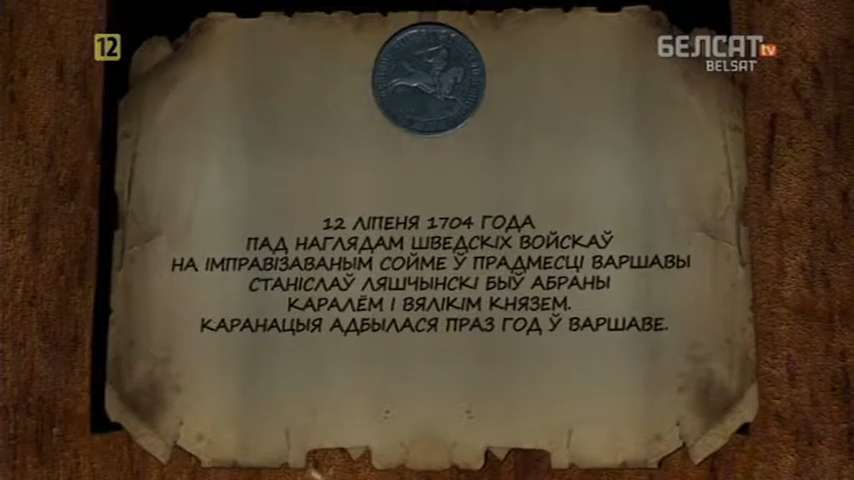 12
БЕЛСАТ tv
BELSAT
12 ЛІПЕНЯ 1704 ГОДА
ПАД НАГЛЯДАМ ШВЕДСКІХ ВОЙСКАЎ
НА ІМПРАВІЗАВАНЫМ СОЙМЕ Ў ПРАДМЕСЦІ ВАРШАВЫ
СТАНІСЛАЎ ЛЯШЧЫНСКІ БЫЎ АБРАНЫ
КАРАЛЁМ І ВЯЛІКІМ КНЯЗЕМ.
КАРАНАЦЫЯ АДБЫЛАСЯ ПРАЗ ГОД Ў ВАРШАВЕ.